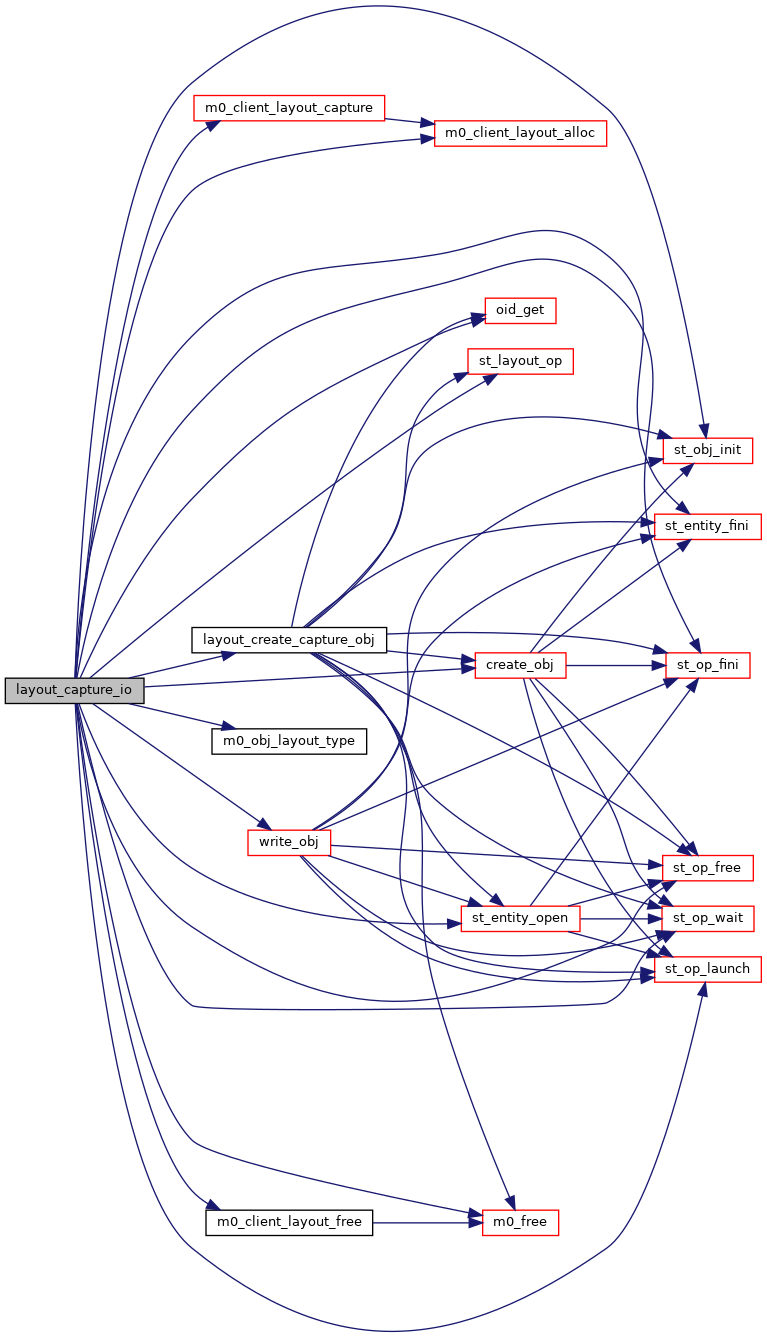 m0_client_layout_capture
m0_client_layout_alloc
oid_get
st_layout_op
st_obj_init
st_entity_fini
layout_create_capture_obj
create_obj
st_op_fini
layout_capture_io
m0_obj_layout_type
write_obj
st_op_free
st_entity_open
st_op_wait
st_op_launch
m0_client_layout_free
m0_free